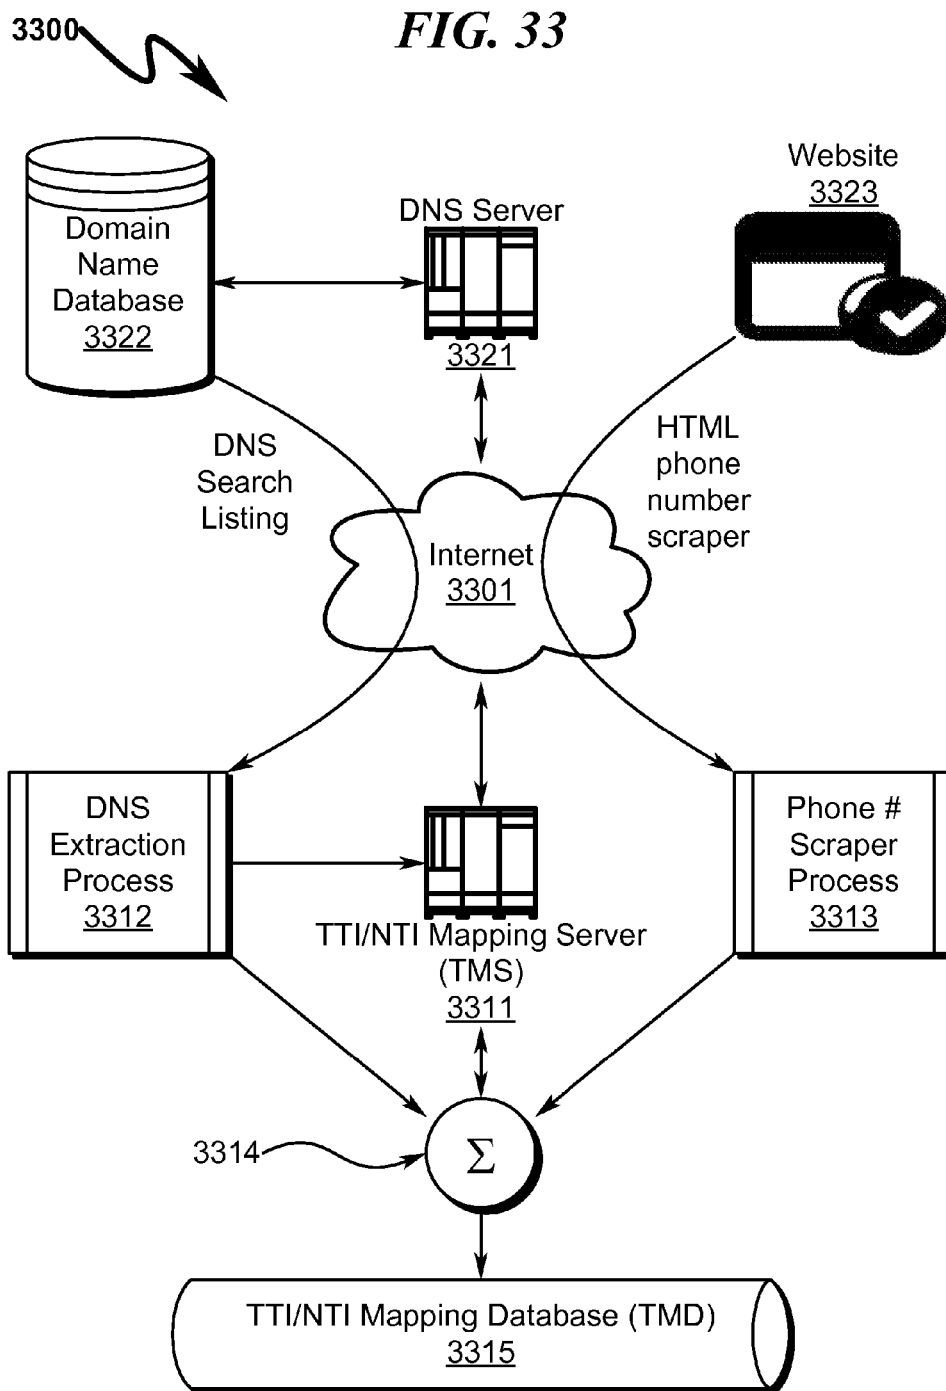 3300
FIG. 33
Domain
Name
Database
3322
DNS Server
3321
Website
3323
DNS
Search
Listing
HTML
phone
number
scraper
Internet
3301
DNS
Extraction
Process
3312
TTI/NTI Mapping Server
(TMS)
3311
Phone #
Scraper
Process
3313
3314
Σ
TTI/NTI Mapping Database (TMD)
3315